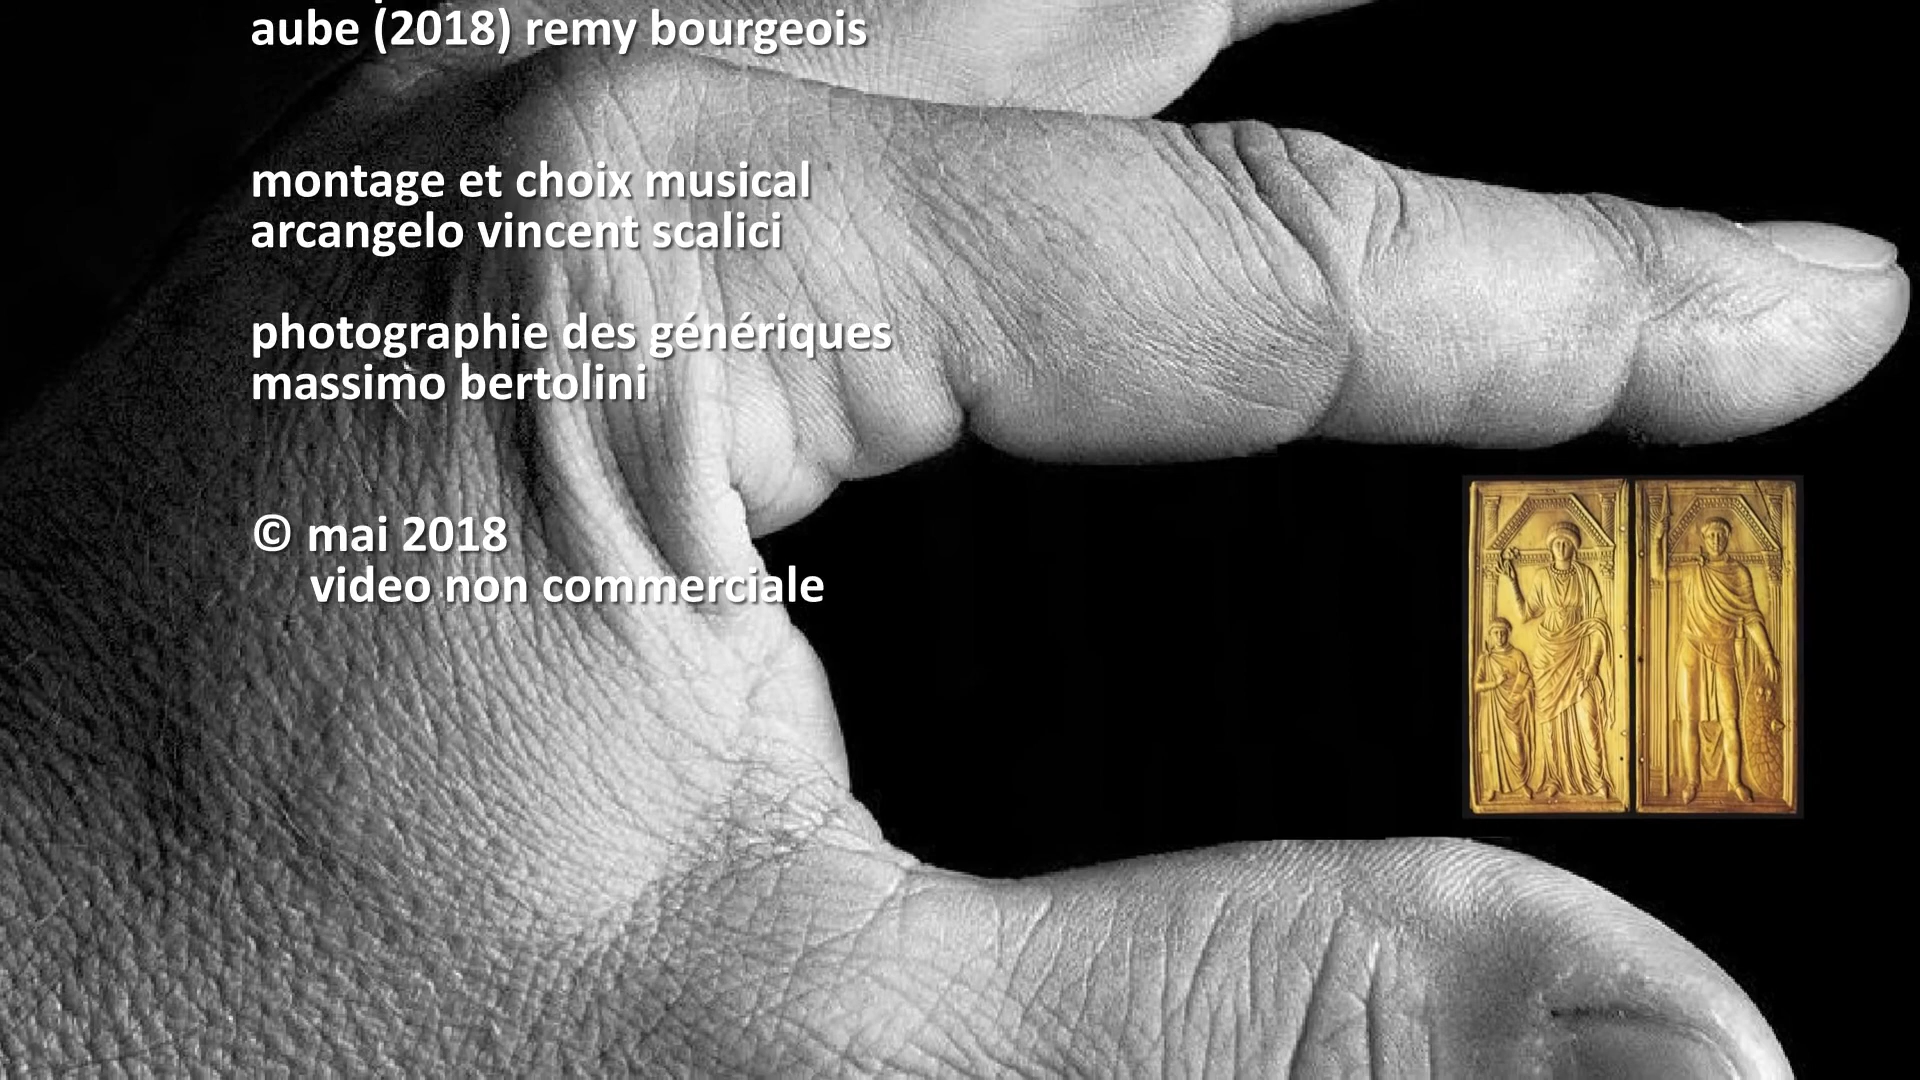 aube (2018) remy bourgeois
montage et choix musical
arcangelo vincent scalici
photographie des génériques
massimo bertolini
© mai 2018
video non commerciale